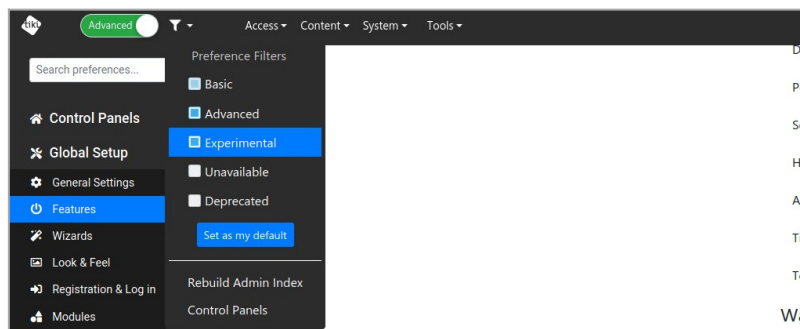 tiki
Advanced
Access
Content
System
Tools
Search preferences...
Control Panels
Global Setup
General Settings
Features
Wizards
Look & Feel
Registration & Log in
Modules
Preference Filters
Basic
Advanced
Experimental
Unavailable
Deprecated
Set as my default
Rebuild Admin Index
Control Panels